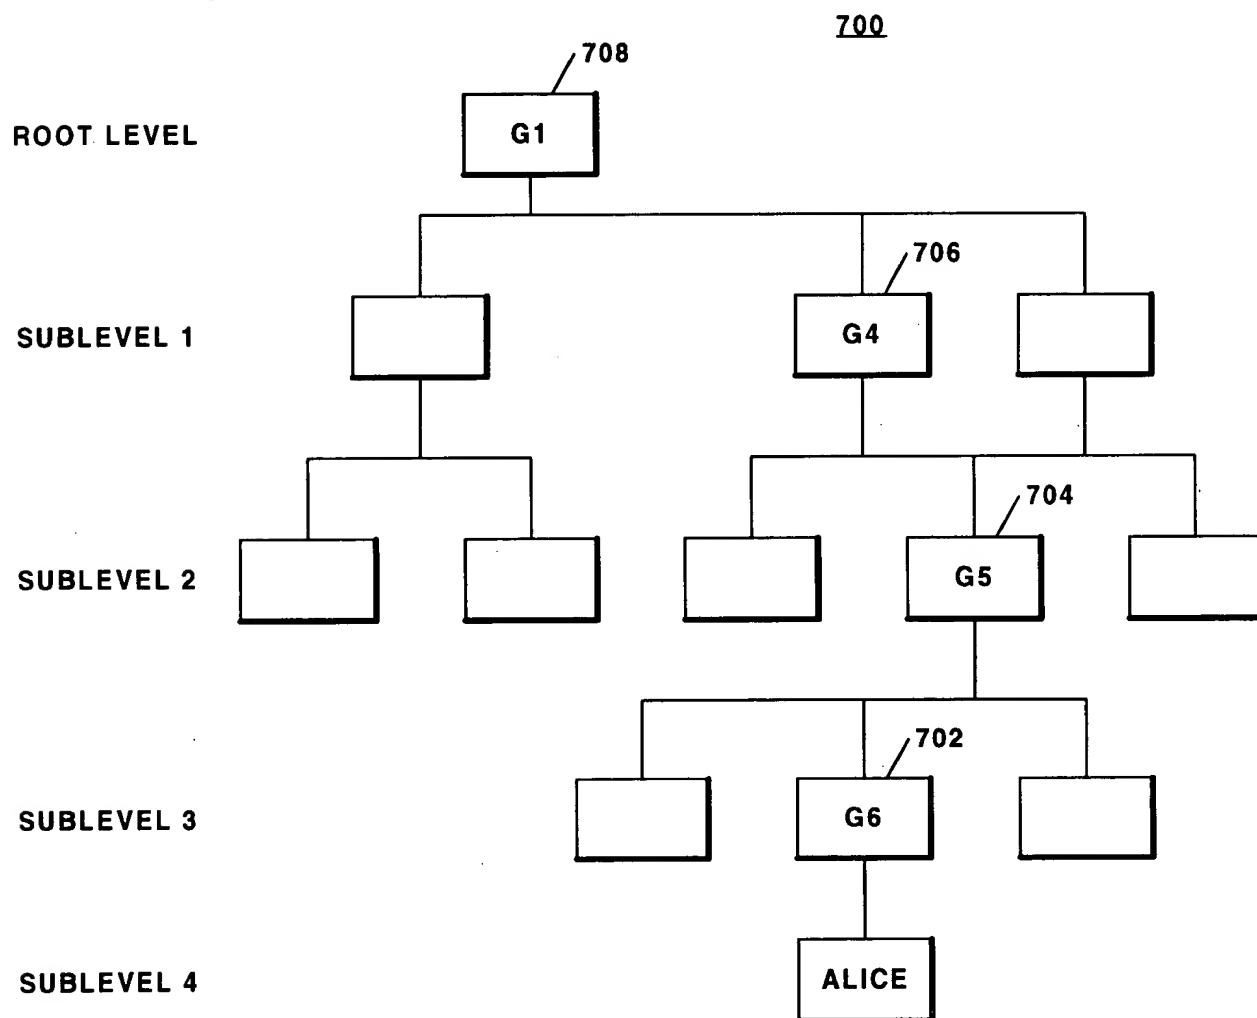 700
708
ROOT LEVEL
G1
706
SUBLEVEL 1
G4
704
SUBLEVEL 2
G5
702
SUBLEVEL 3
G6
SUBLEVEL 4
ALICE